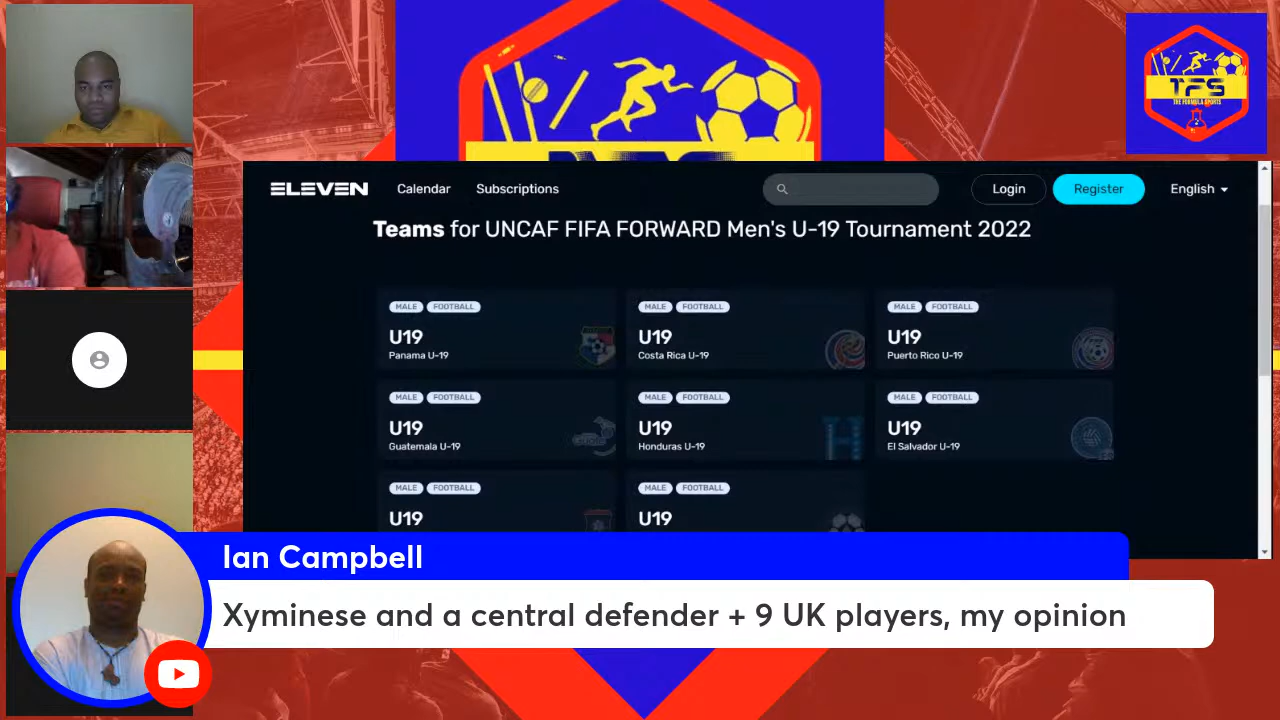 TFS
THE FORMULA SPORTS
ELEVEN
Calendar
Subscriptions
Login
Register
English
Teams for UNCAF FIFA FORWARD Men's U-19 Tournament 2022
MALE FOOTBALL
U19
Panama U-19
MALE FOOTBALL
U19
Costa Rica U-19
MALE FOOTBALL
U19
Puerto Rico U-19
MALE FOOTBALL
U19
Guatemala U-19
MALE FOOTBALL
U19
Honduras U-19
MALE FOOTBALL
U19
El Salvador U-19
MALE FOOTBALL
U19
MALE FOOTBALL
U19
Ian Campbell
Xyminese and a central defender + 9 UK players, my opinion